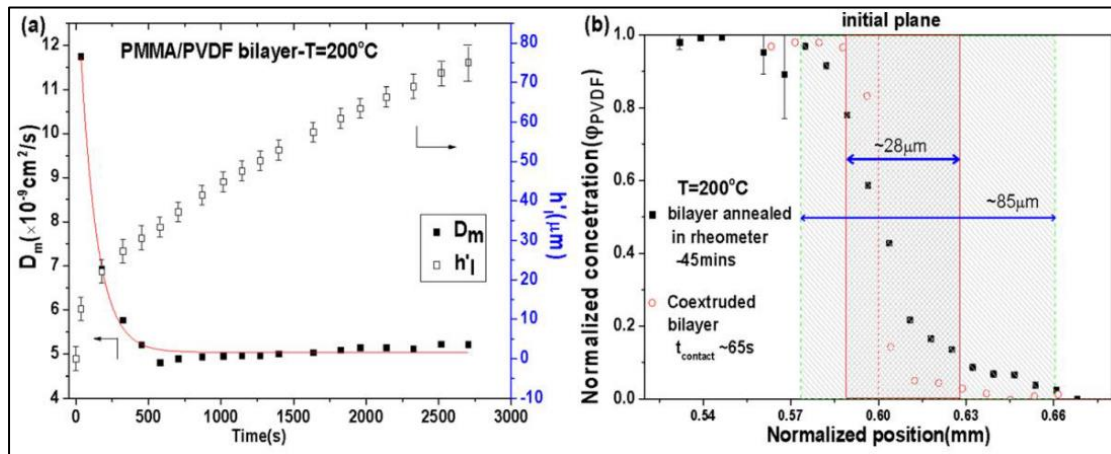 (a)
PMMA/PVDF bilayer-T=200°C
12
11
10
9
8
7
6
5
4
Dm(×10⁻⁹cm²/s)
80
70
60
50
40
30
20
10
0
-10
h'I(μm)
Dm
h'I
0 500 1000 1500 2000 2500 3000
Time(s)
(b)
initial plane
1.0
0.8
0.6
0.4
0.2
0.0
Normalized concetration(φPVDF)
~28μm
~85μm
T=200°C
bilayer annealed
in rheometer
-45mins
Coextruded
bilayer
tcontact ~65s
0.54 0.57 0.60 0.63 0.66
Normalized position(mm)